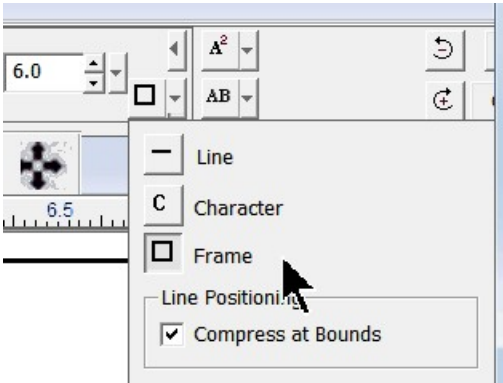 A²
6.0
AB
Line
6.5
C Character
Frame
Line Positioning
Compress at Bounds